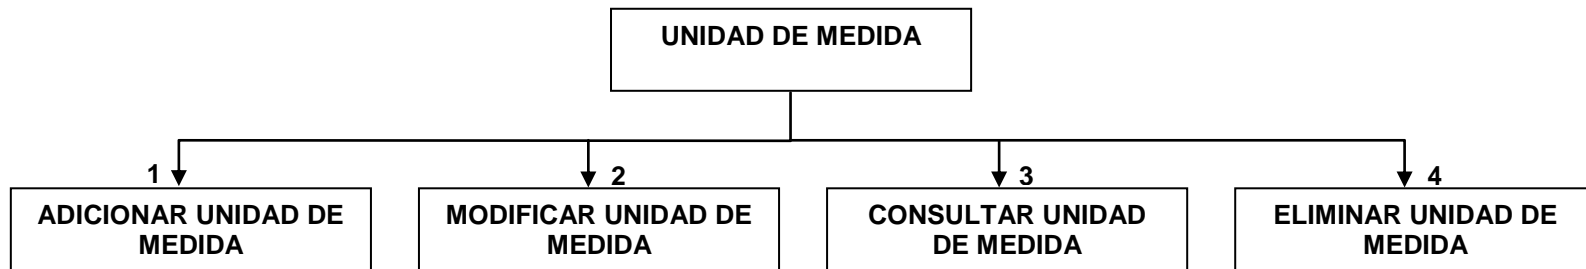 UNIDAD DE MEDIDA
1
2
3
4
ADICIONAR UNIDAD DE
MEDIDA
MODIFICAR UNIDAD DE
MEDIDA
CONSULTAR UNIDAD
DE MEDIDA
ELIMINAR UNIDAD DE
MEDIDA